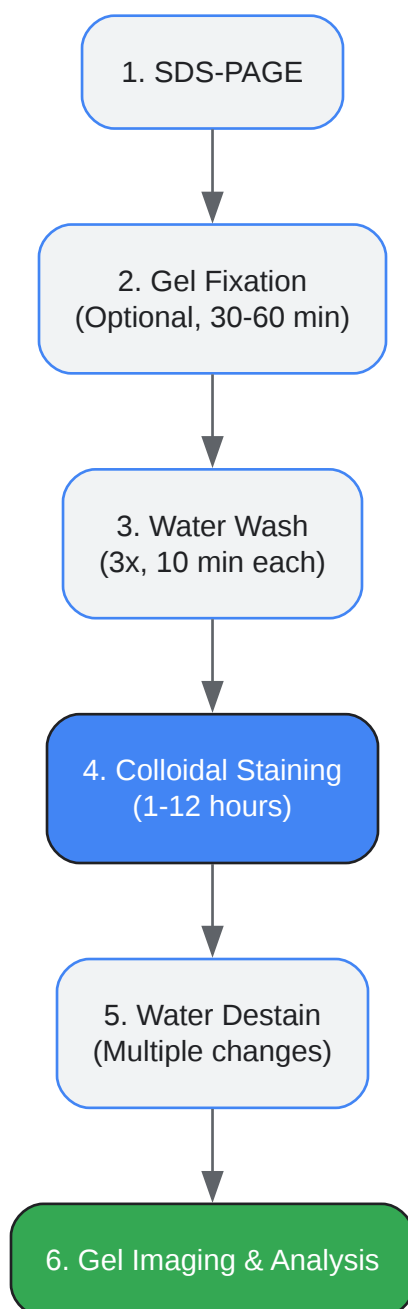 1. SDS-PAGE
2. Gel Fixation
(Optional, 30-60 min)
3. Water Wash
(3x, 10 min each)
4. Colloidal Staining
(1-12 hours)
5. Water Destain
(Multiple changes)
6. Gel Imaging & Analysis